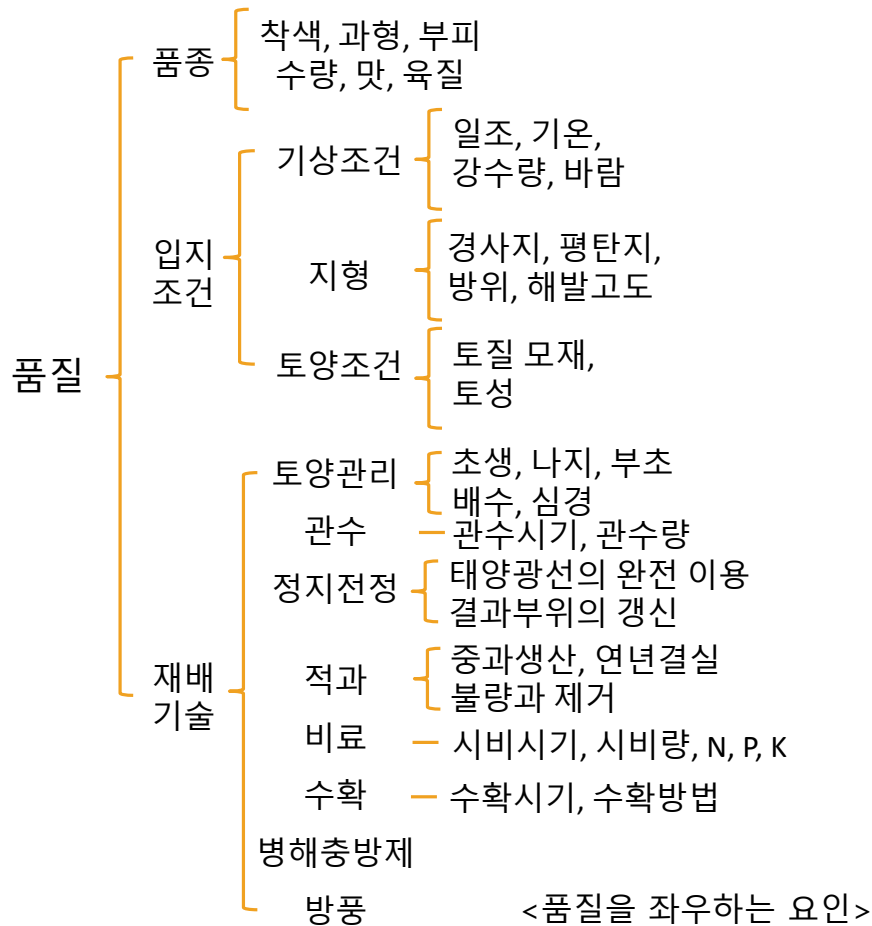 품질
품종
착색, 과형, 부피
수량, 맛, 육질
입지
조건
기상조건
일조, 기온,
강수량, 바람
지형
경사지, 평탄지,
방위, 해발고도
토양조건
토질 모재,
토성
재배
기술
토양관리
초생, 나지, 부초
배수, 심경
관수
관수시기, 관수량
정지전정
태양광선의 완전 이용
결과부위의 갱신
적과
중과생산, 연년결실
불량과 제거
비료
시비시기, 시비량, N, P, K
수확
수확시기, 수확방법
병해충방제
방풍
<품질을 좌우하는 요인>